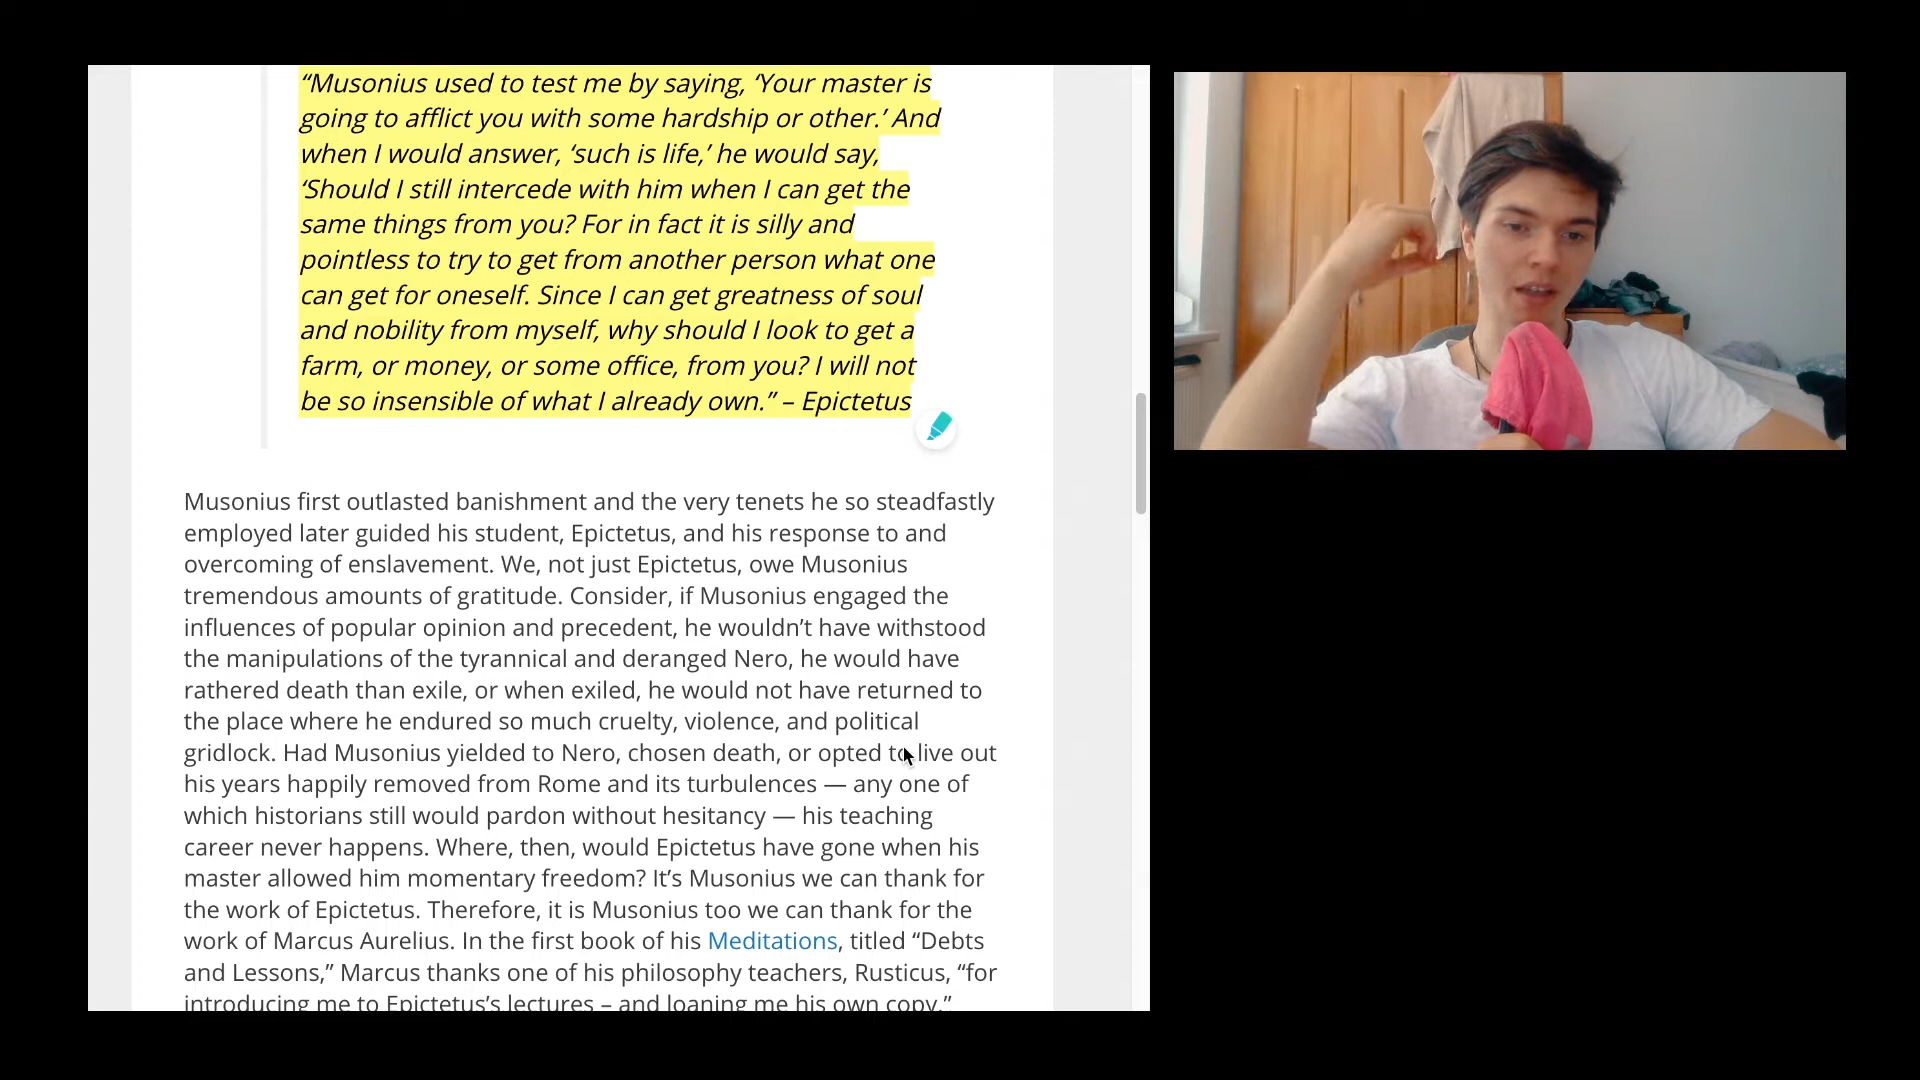 “Musonius used to test me by saying, ‘Your master is
going to afflict you with some hardship or other.’ And
when I would answer, ‘such is life,’ he would say,
‘Should I still intercede with him when I can get the
same things from you? For in fact it is silly and
pointless to try to get from another person what one
can get for oneself. Since I can get greatness of soul
and nobility from myself, why should I look to get a
farm, or money, or some office, from you? I will not
be so insensible of what I already own.” – Epictetus
Musonius first outlasted banishment and the very tenets he so steadfastly
employed later guided his student, Epictetus, and his response to and
overcoming of enslavement. We, not just Epictetus, owe Musonius
tremendous amounts of gratitude. Consider, if Musonius engaged the
influences of popular opinion and precedent, he wouldn’t have withstood
the manipulations of the tyrannical and deranged Nero, he would have
rathered death than exile, or when exiled, he would not have returned to
the place where he endured so much cruelty, violence, and political
gridlock. Had Musonius yielded to Nero, chosen death, or opted to live out
his years happily removed from Rome and its turbulences — any one of
which historians still would pardon without hesitancy — his teaching
career never happens. Where, then, would Epictetus have gone when his
master allowed him momentary freedom? It’s Musonius we can thank for
the work of Epictetus. Therefore, it is Musonius too we can thank for the
work of Marcus Aurelius. In the first book of his Meditations, titled “Debts
and Lessons,” Marcus thanks one of his philosophy teachers, Rusticus, “for
introducing me to Epictetus’s lectures – and loaning me his own copy.”